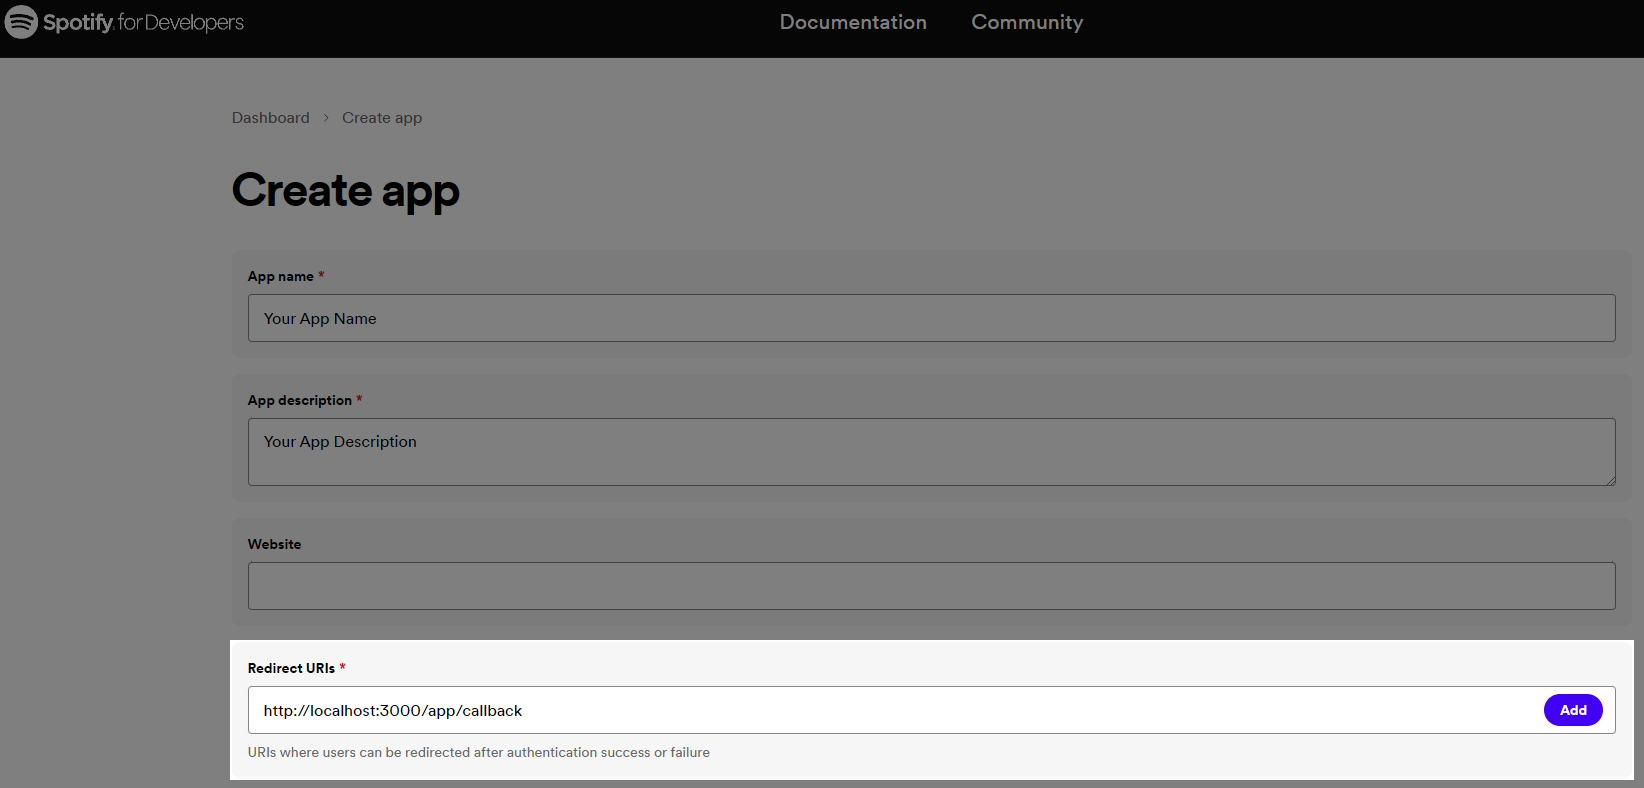 Spotify for Developers
Documentation
Community
Dashboard > Create app
Create app
App name *
Your App Name
App description *
Your App Description
Website
Redirect URIs *
http://localhost:3000/app/callback
Add
URIs where users can be redirected after authentication success or failure